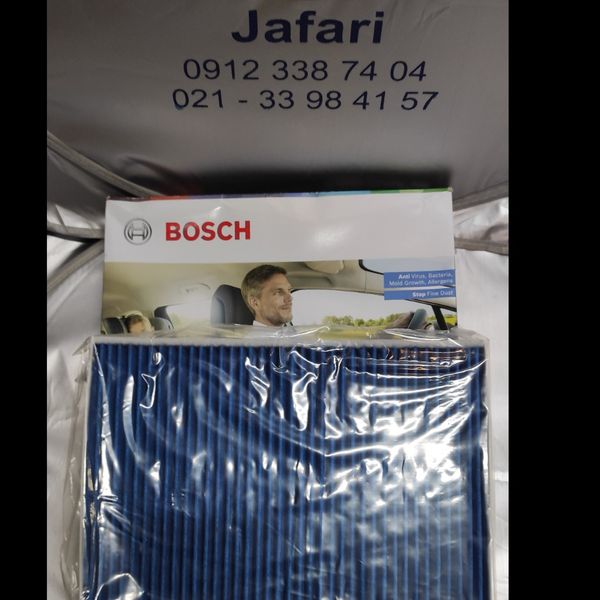 Jafari
0912 338 74 04
021 - 33 98 41 57
BOSCH
Anti Virus, Bacteria,
Mold Growth, Allergens
Stop Fine Dust